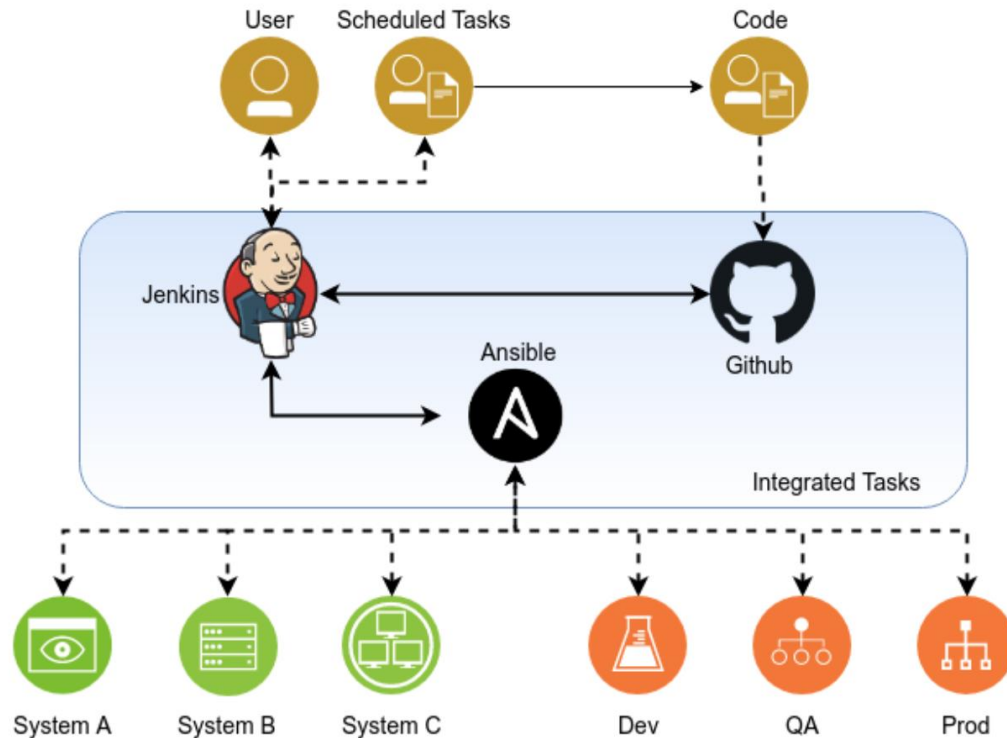 User
Scheduled Tasks
Code
Jenkins
Ansible
Github
Integrated Tasks
System A
System B
System C
Dev
QA
Prod